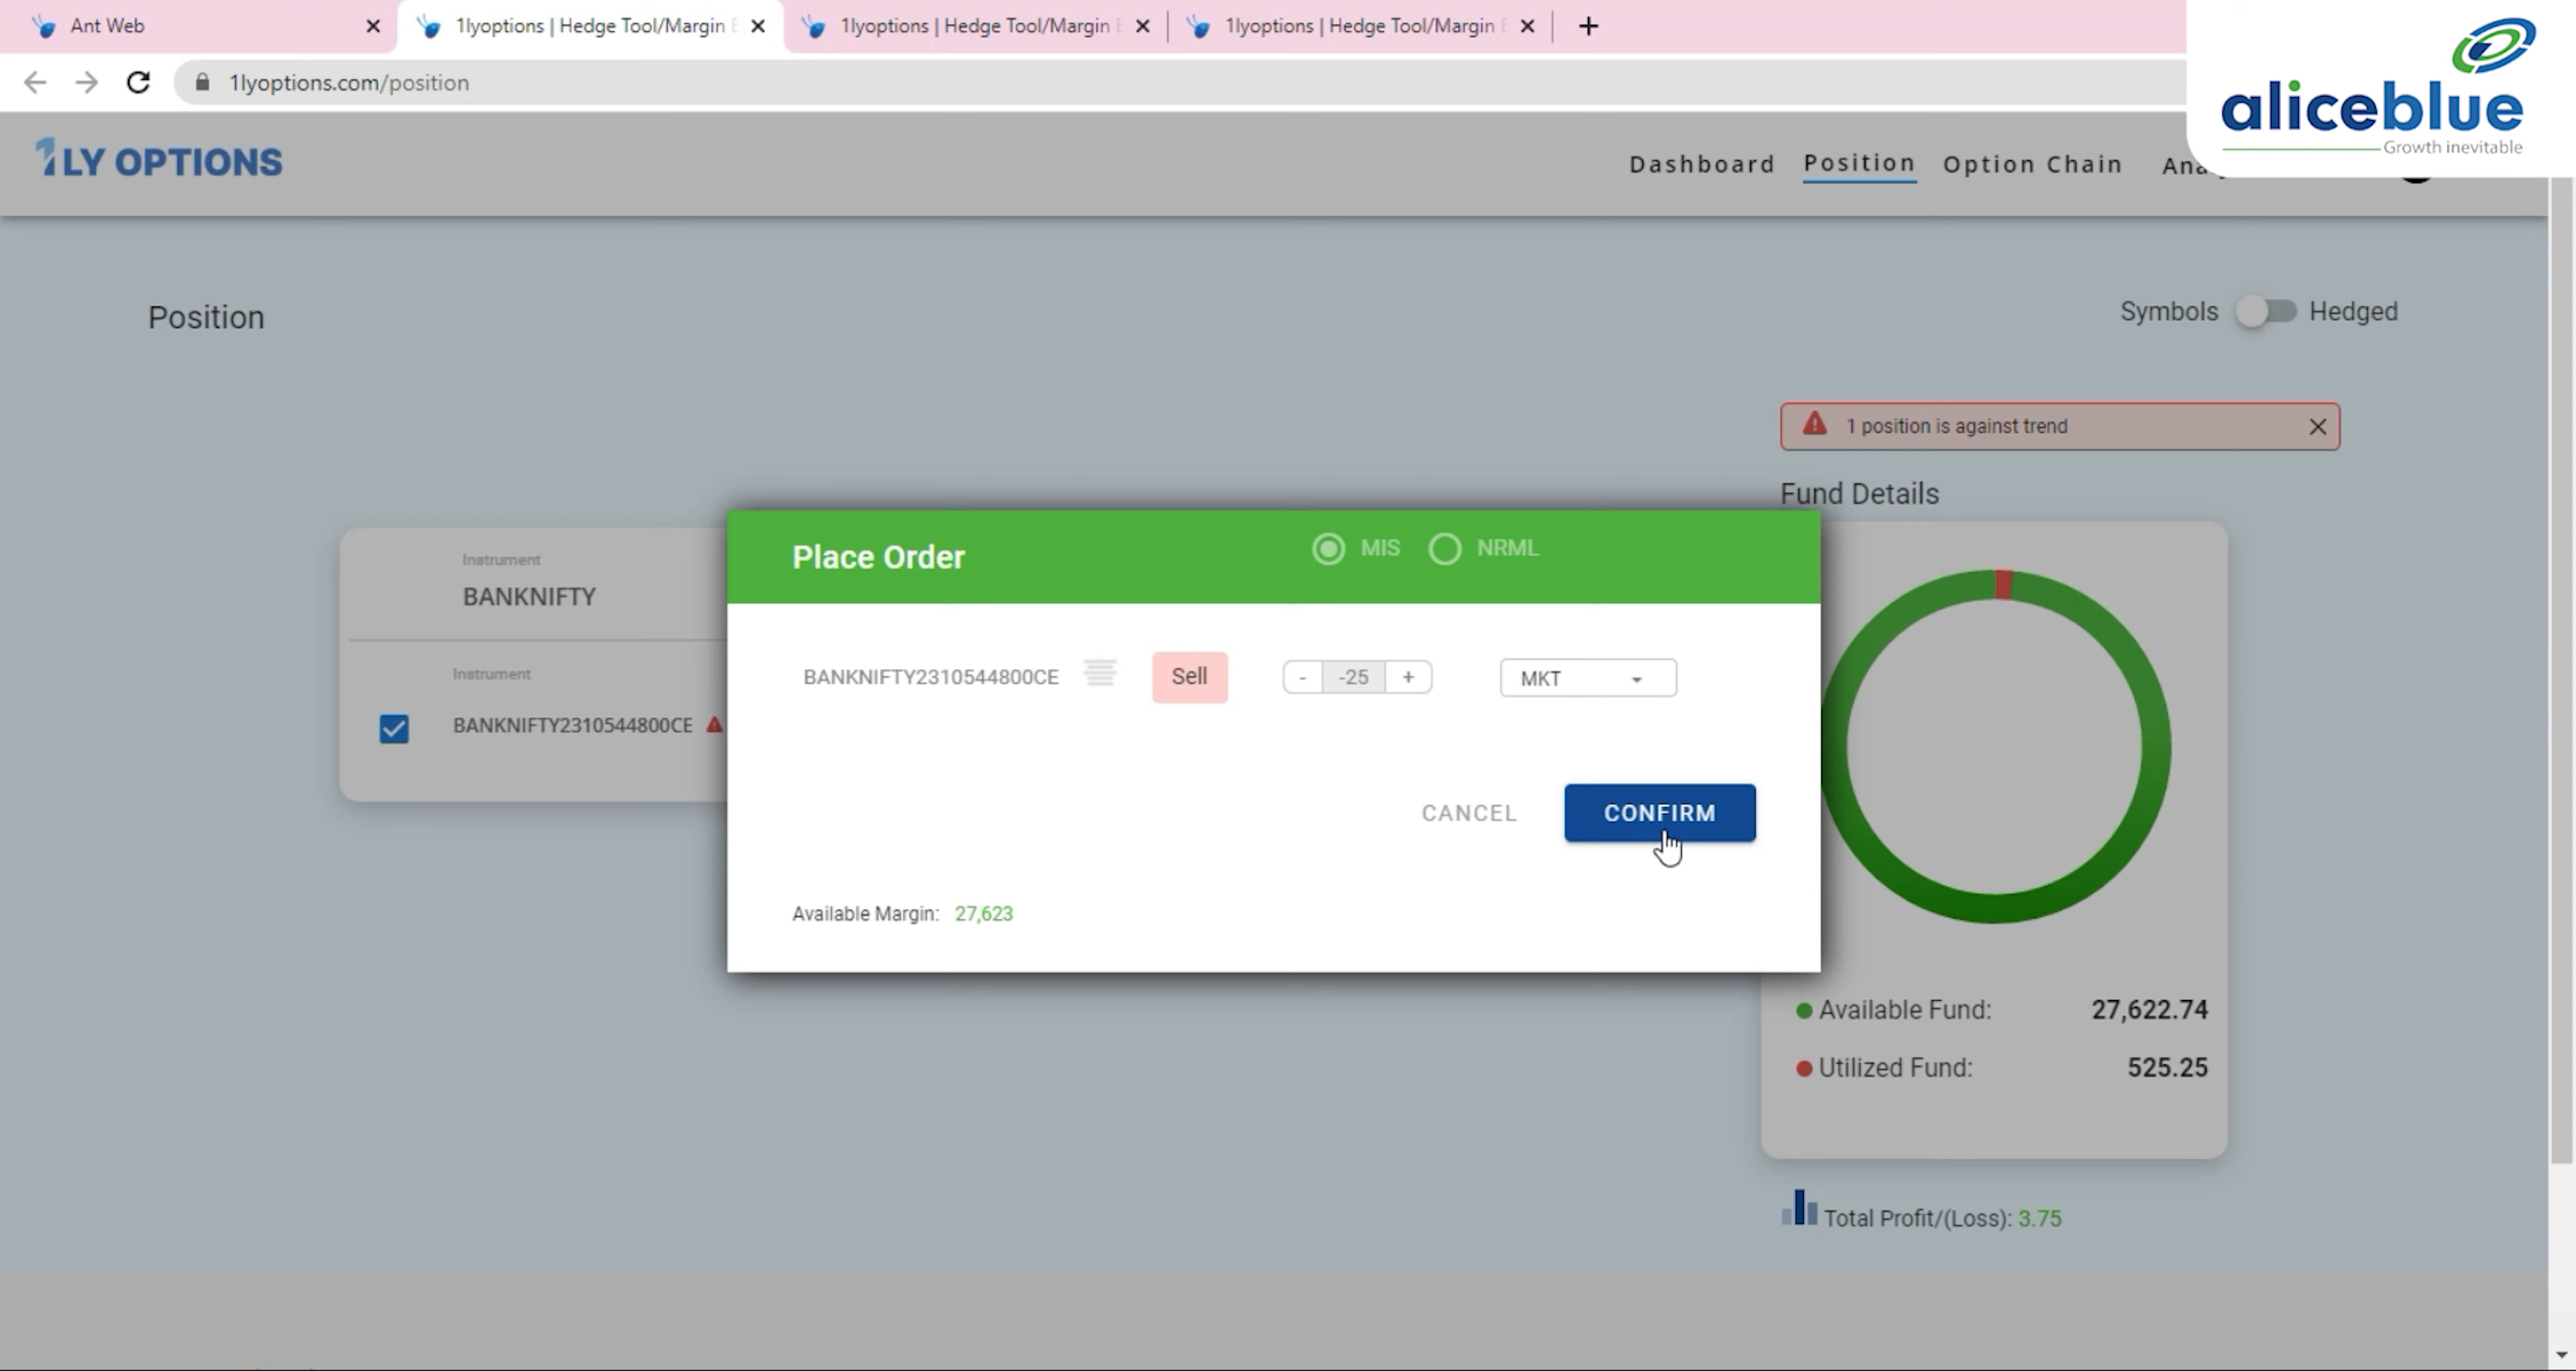 Ant Web
1lyoptions | Hedge Tool/Margin
1lyoptions | Hedge Tool/Margin
1lyoptions | Hedge Tool/Margin
1lyoptions.com/position
aliceblue
Growth inevitable
1LY OPTIONS
Dashboard Position Option Chain
Position
Symbols Hedged
1 position is against trend
Fund Details
Instrument
BANKNIFTY
Instrument
BANKNIFTY2310544800CE
Place Order MIS NRML
BANKNIFTY2310544800CE Sell - -25 + MKT
CANCEL CONFIRM
Available Margin: 27,623
Available Fund: 27,622.74
Utilized Fund: 525.25
Total Profit/(Loss): 3.75